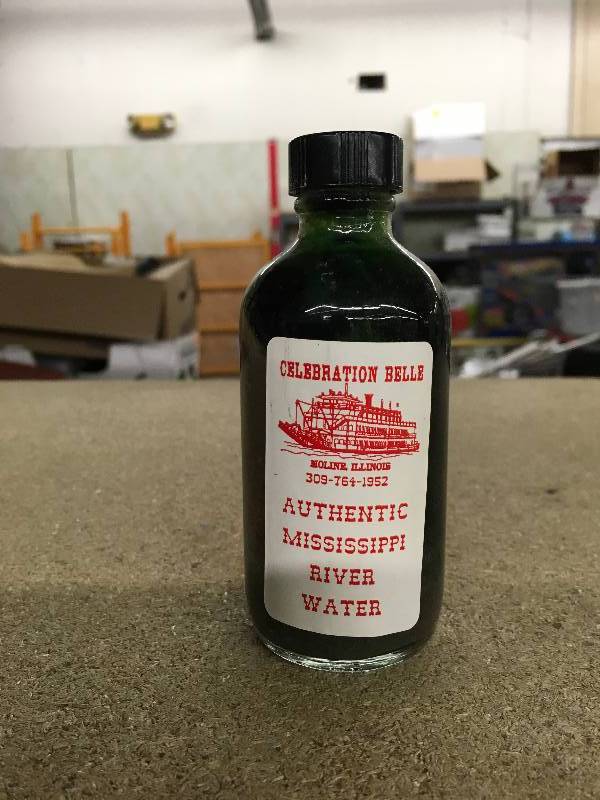 CELEBRATION BELLE
MOLINE, ILLINOIS
309-764-1952
AUTHENTIC
MISSISSIPPI
RIVER
WATER